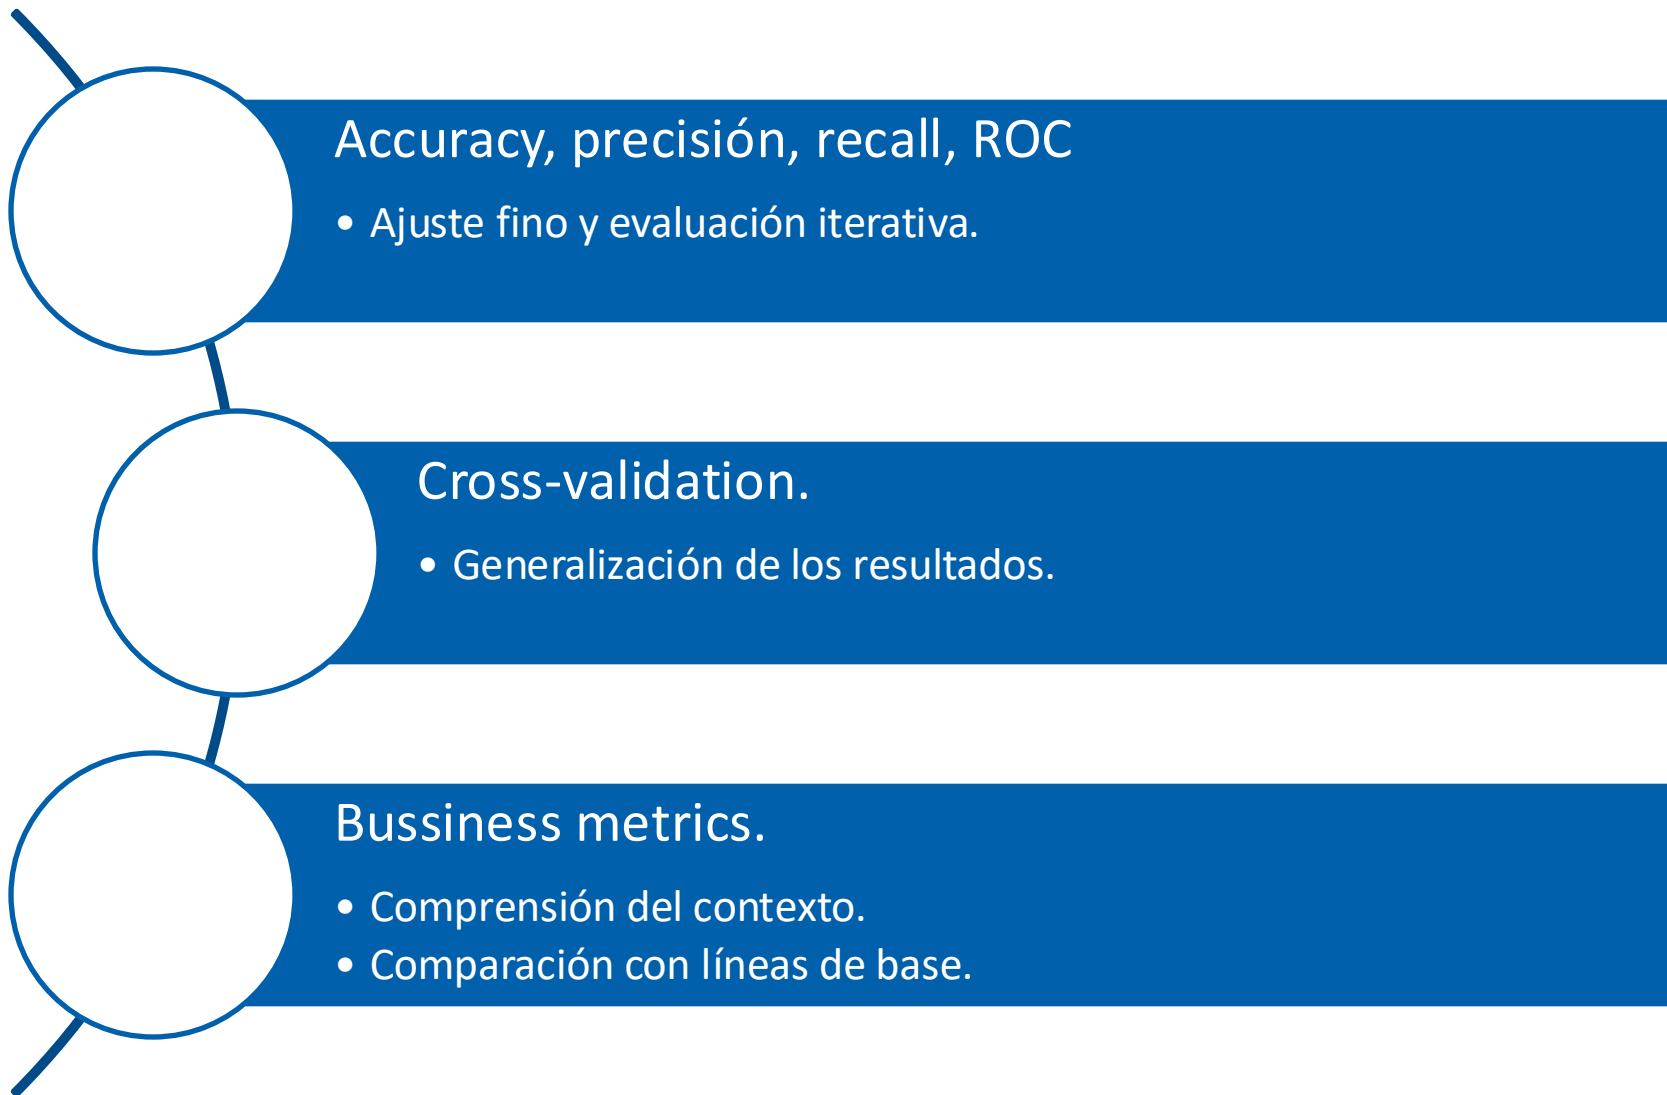 Accuracy, precisión, recall, ROC
• Ajuste fino y evaluación iterativa.
Cross-validation.
• Generalización de los resultados.
Bussiness metrics.
• Comprensión del contexto.
• Comparación con líneas de base.